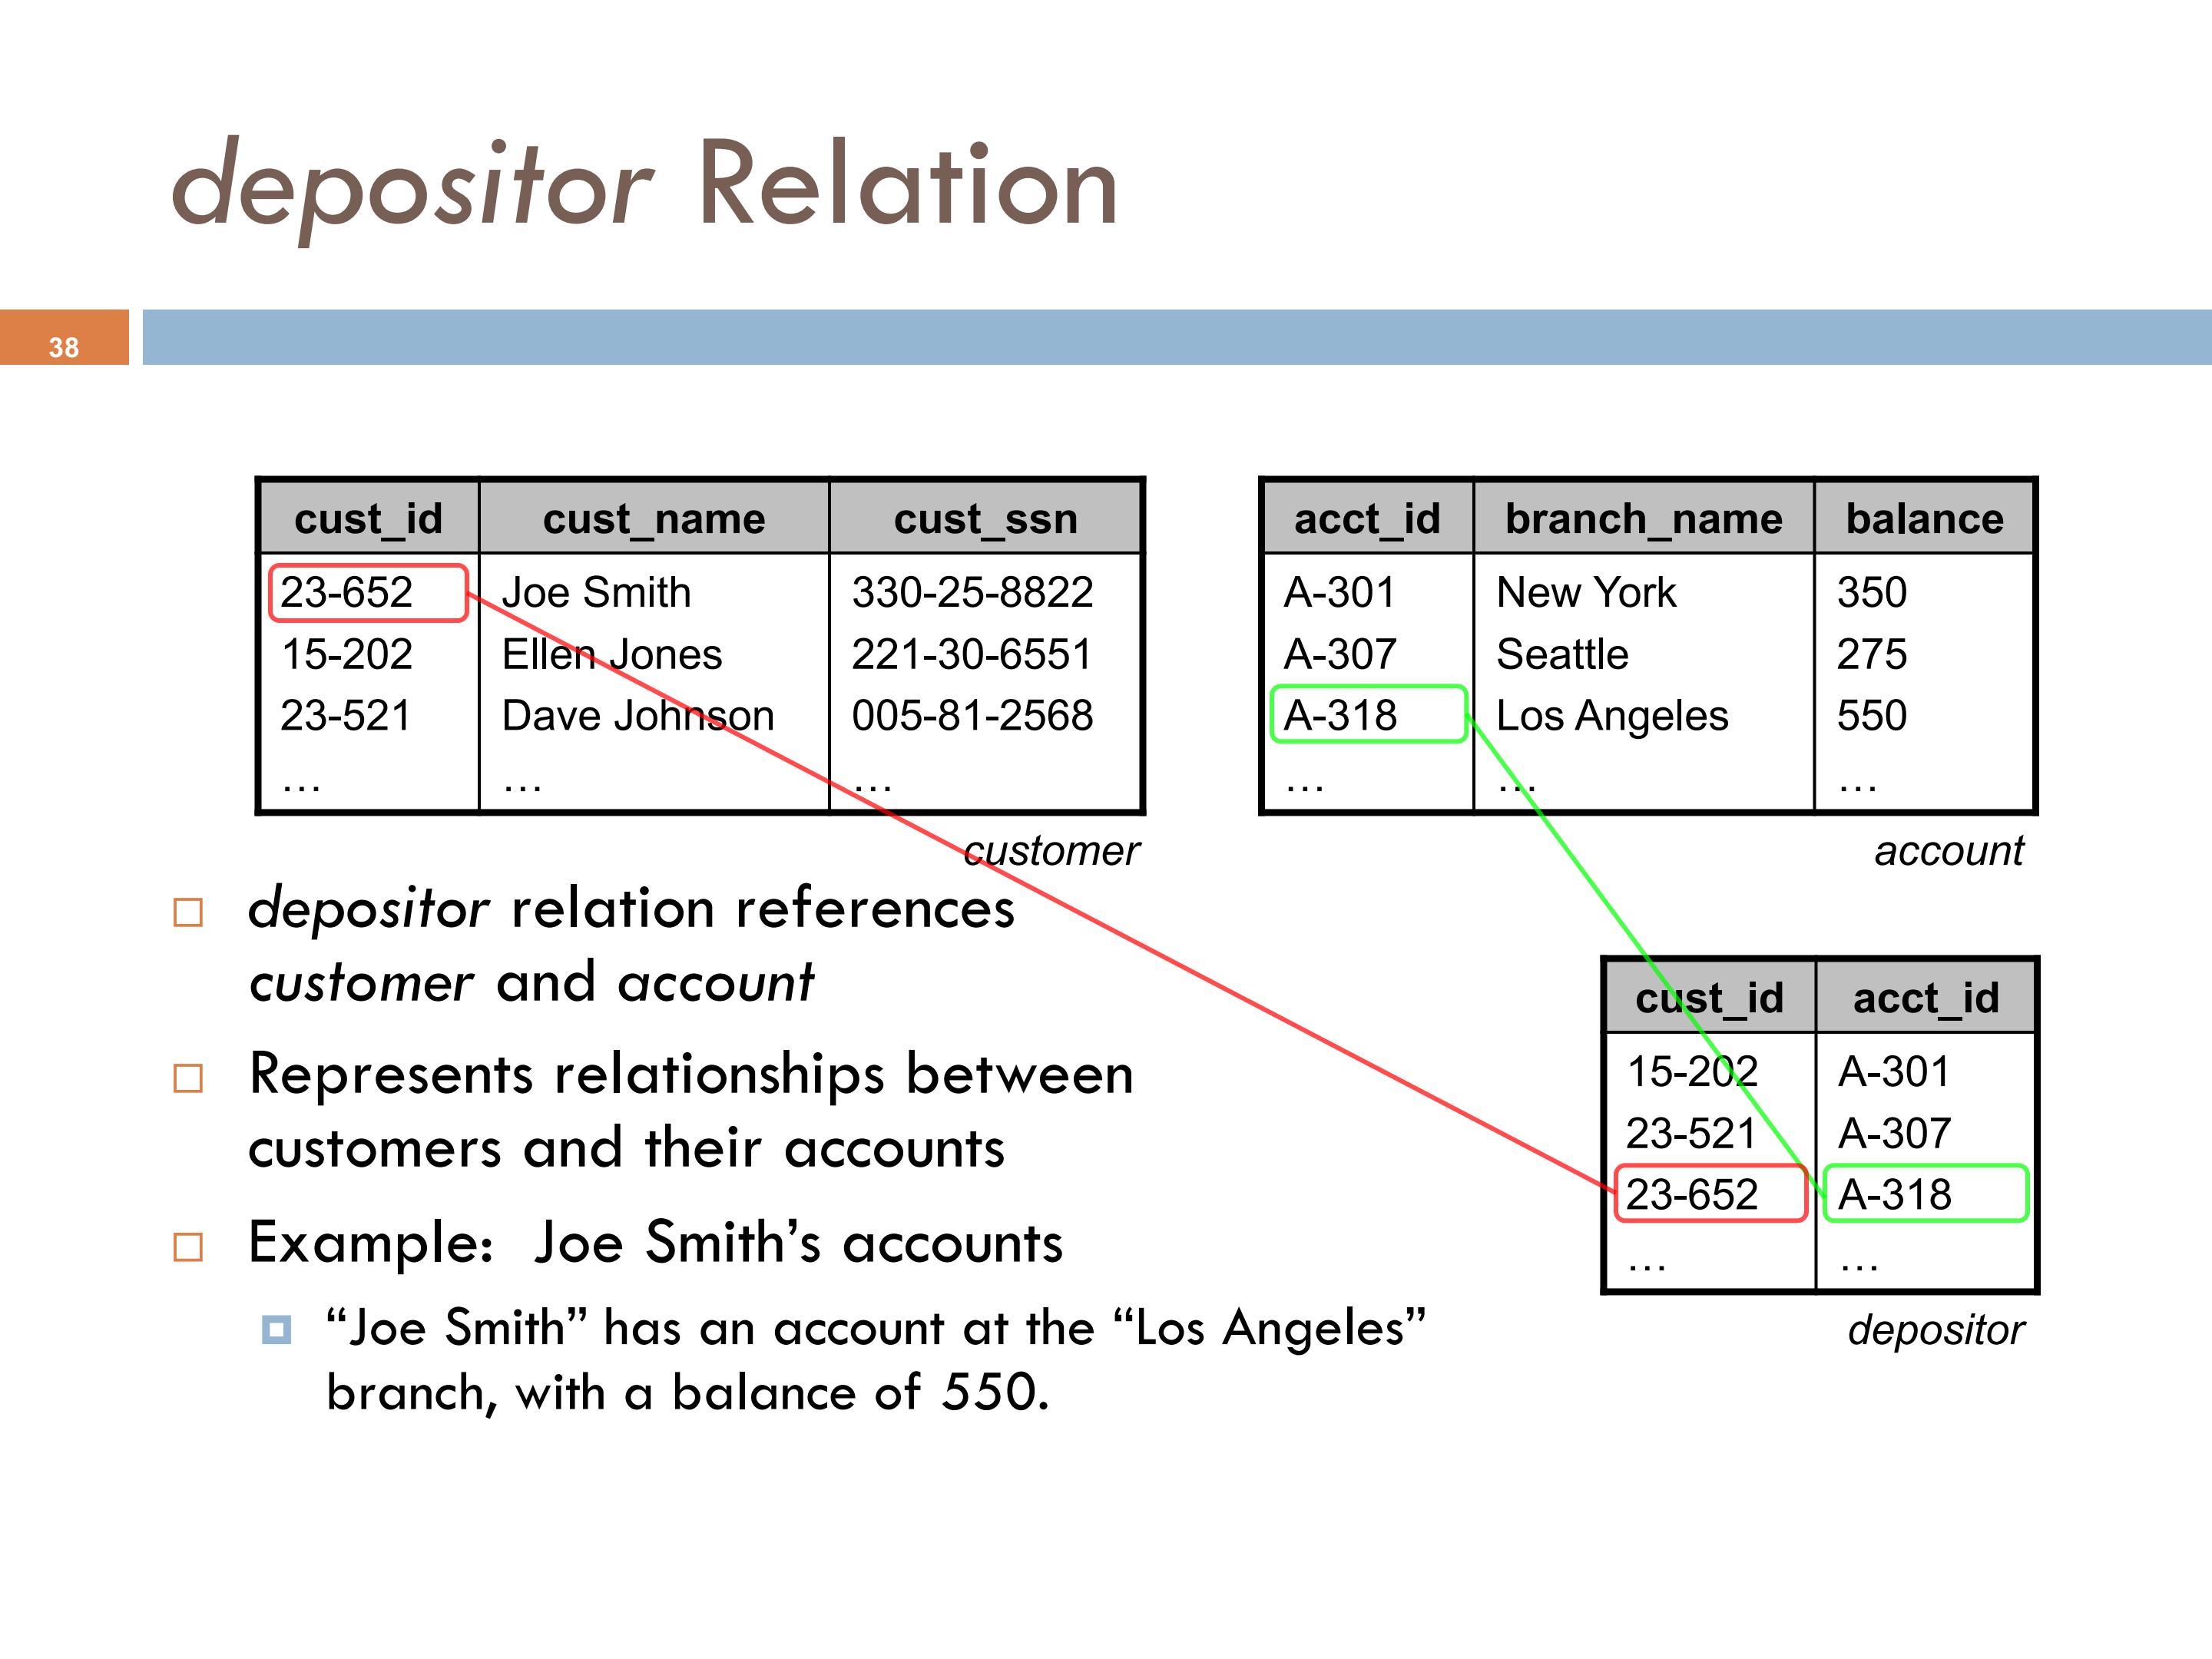 depositor Relation
38
cust_id cust_name cust_ssn
23-652 Joe Smith 330-25-8822
15-202 Ellen Jones 221-30-6551
23-521 Dave Johnson 005-81-2568
… … …
customer
acct_id branch_name balance
A-301 New York 350
A-307 Seattle 275
A-318 Los Angeles 550
… … …
account
depositor relation references
customer and account
Represents relationships between
customers and their accounts
Example: Joe Smith’s accounts
“Joe Smith” has an account at the “Los Angeles”
branch, with a balance of 550.
cust_id acct_id
15-202 A-301
23-521 A-307
23-652 A-318
… …
depositor